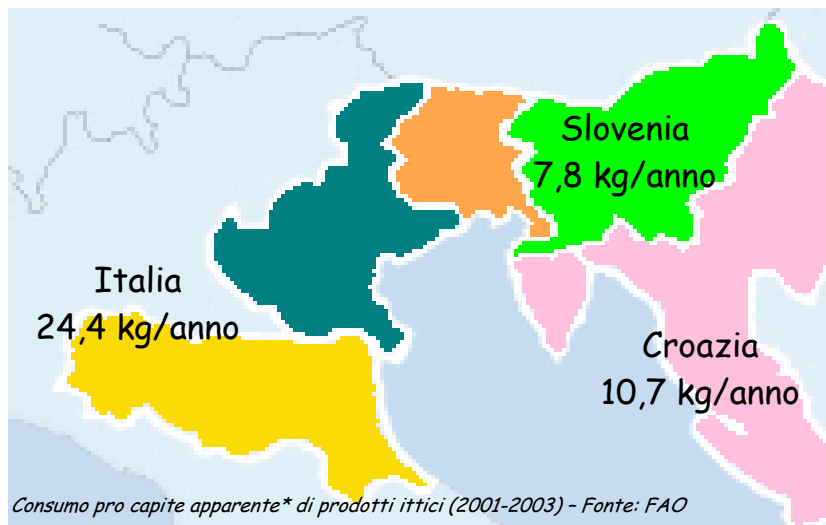 Slovenia
7,8 kg/anno
Italia
24,4 kg/anno
Croazia
10,7 kg/anno
Consumo pro capite apparente* di prodotti ittici (2001-2003) – Fonte: FAO